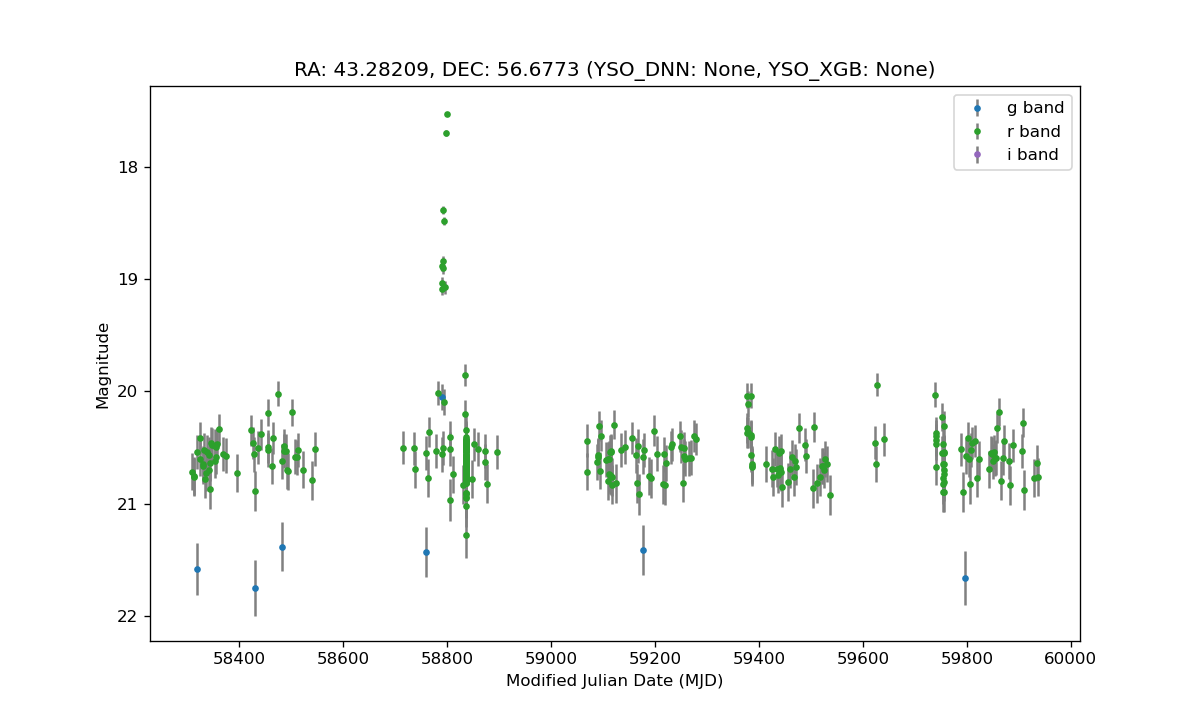 RA: 43.28209, DEC: 56.6773 (YSO_DNN: None, YSO_XGB: None)
g band
r band
i band
18
19
20
21
22
Magnitude
58400 58600 58800 59000 59200 59400 59600 59800 60000
Modified Julian Date (MJD)